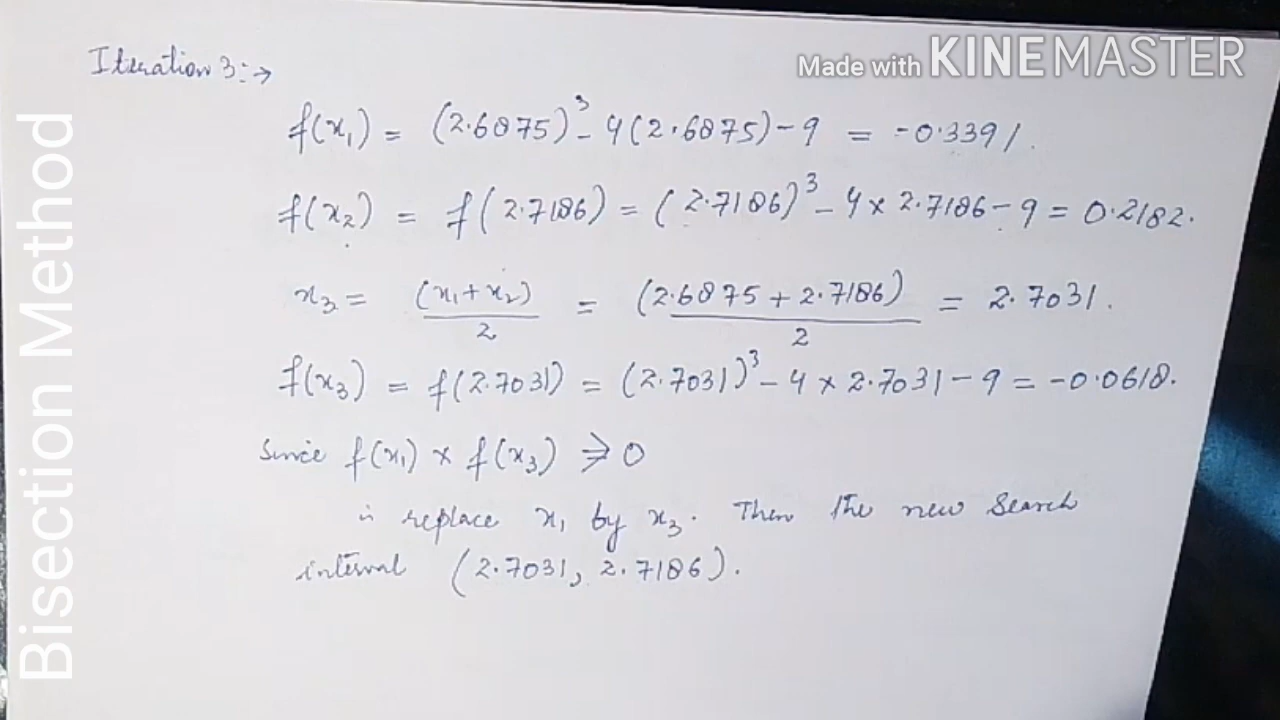 Made with KINEMASTER
Bisection Method
Iteration 3:→
f(x₁) = (2.6875)³ - 4(2.6875) - 9 = -0.3391.
f(x₂) = f(2.7186) = (2.7186)³ - 4 × 2.7186 - 9 = 0.2182.
x₃ = (x₁+x₂)/2 = (2.6875 + 2.7186)/2 = 2.7031.
f(x₃) = f(2.7031) = (2.7031)³ - 4 × 2.7031 - 9 = -0.0618.
Since f(x₁) × f(x₃) > 0
is replace x₁ by x₃. Then the new search
interval (2.7031, 2.7186).